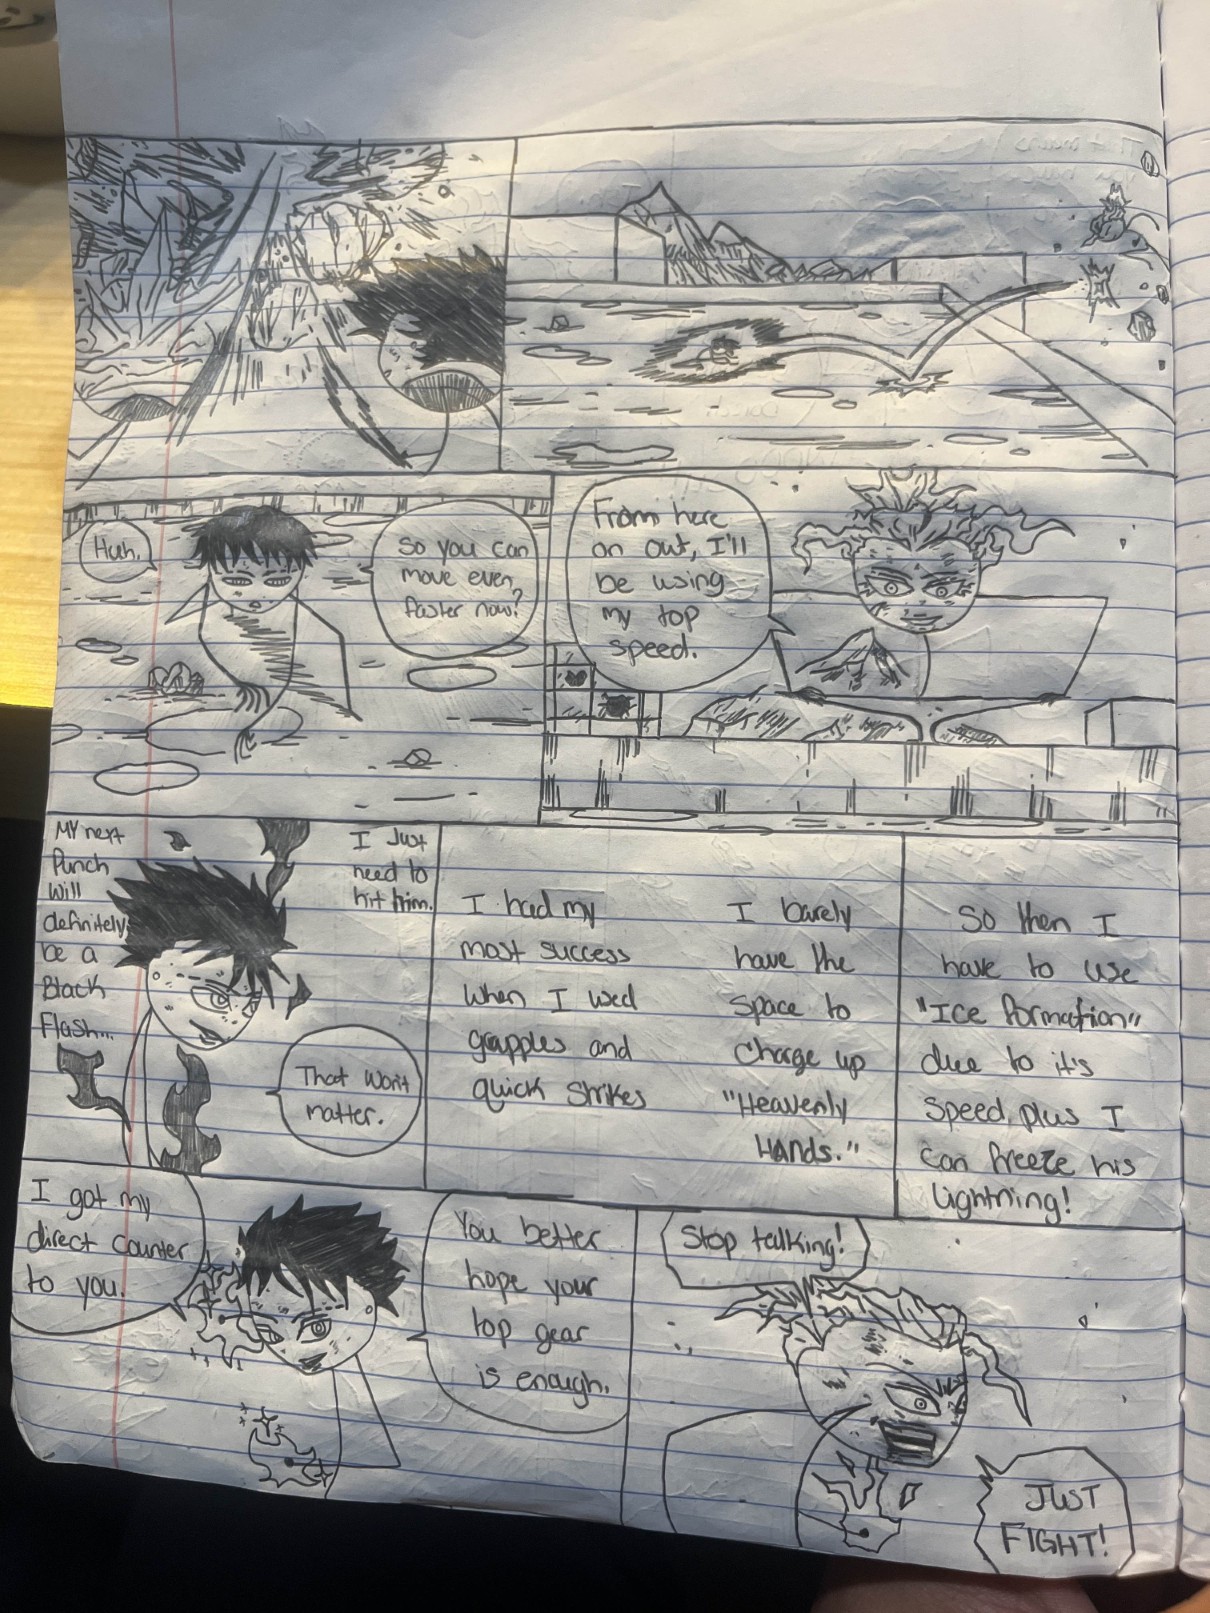 Huh.
So you can
move even
faster now?
From here
on out, I'll
be using
my top
speed.
MY next
Punch
will
definitely
be a
Black
Flash...
I Just
need to
hit him.
That won't
matter.
I had my
most success
when I used
grapples and
quick strikes
I barely
have the
space to
Charge up
"Heavenly
HANds."
So then I
have to use
"Ice formation"
due to it's
speed, plus I
can freeze his
lightning!
I got my
direct counter
to you.
You better
hope your
top gear
is enough.
Stop talking!
JUST
FIGHT!